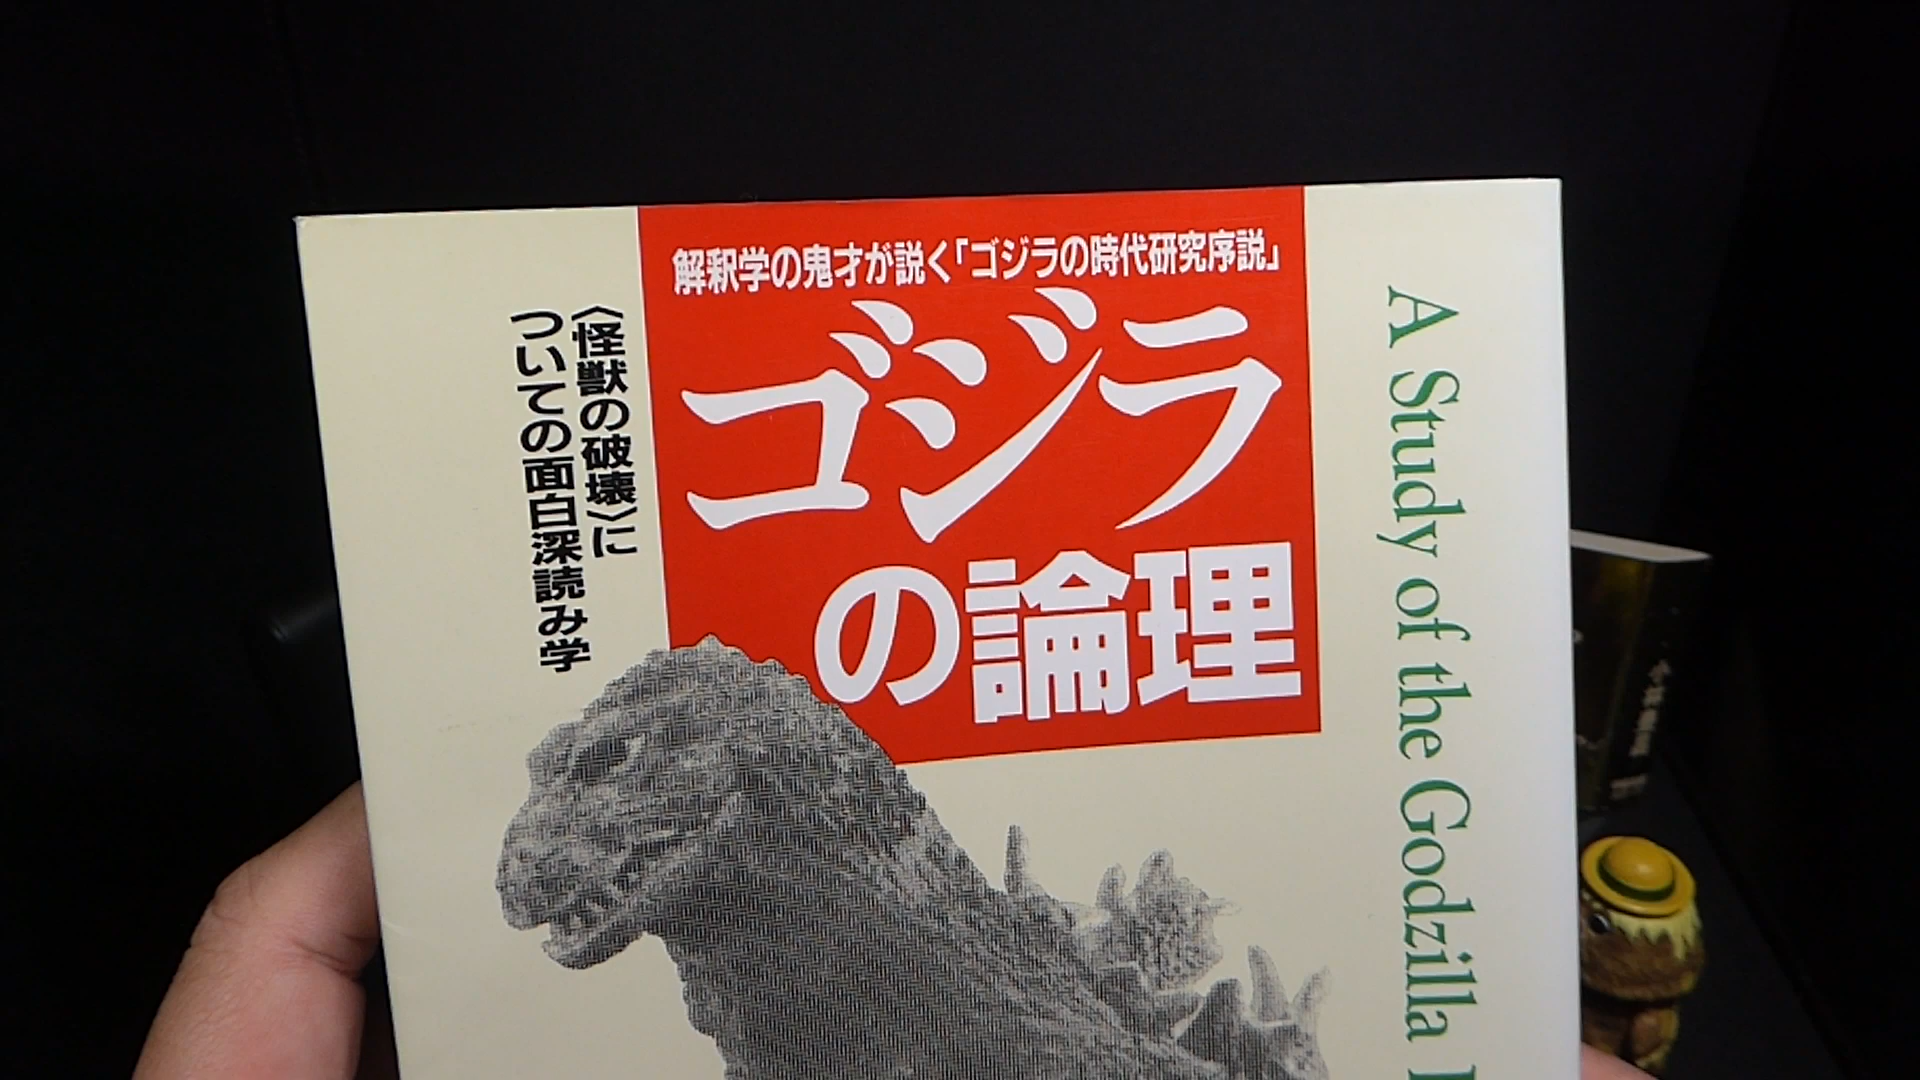 解釈学の鬼才が説く「ゴジラの時代研究序説」
ゴジラ
の論理
〈怪獣の破壊〉に
ついての面白深読み学
A Study of the Godzilla